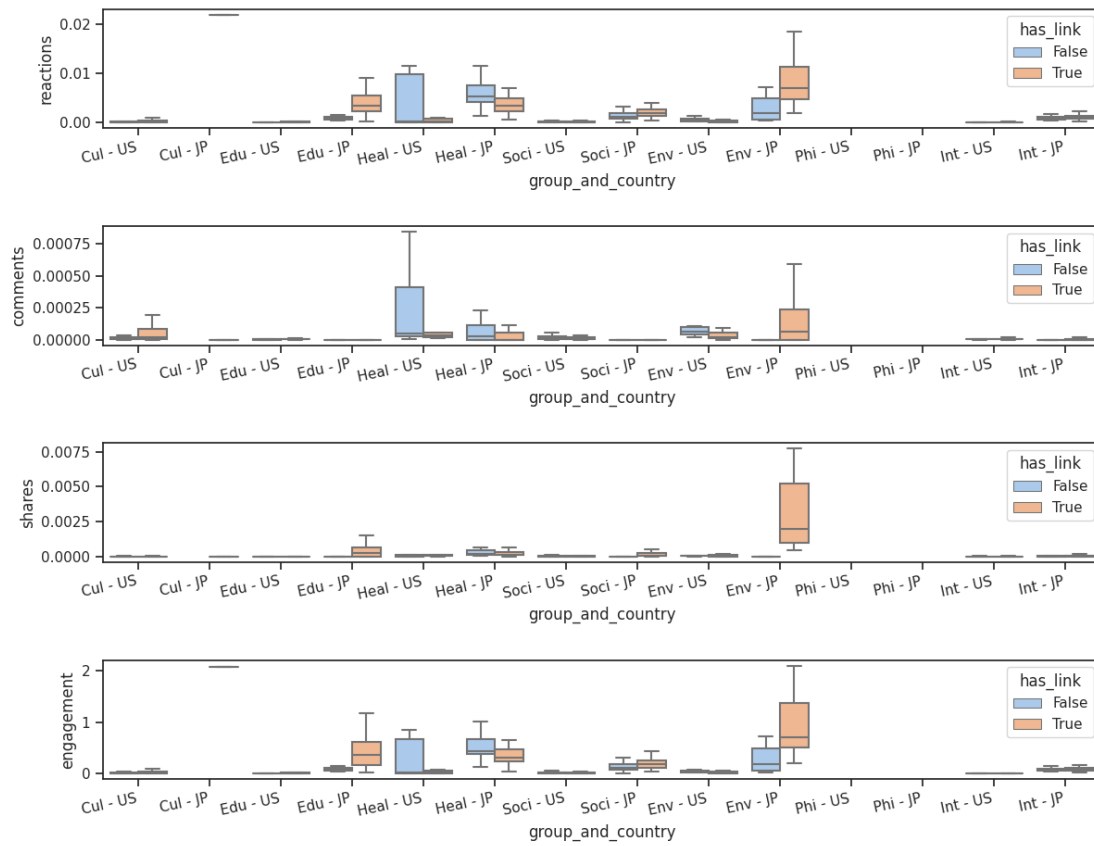 has_link
False
True
0.02
0.01
0.00
reactions
Cul - US
Cul - JP
Edu - US
Edu - JP
Heal - US
Heal - JP
Soci - US
Soci - JP
Env - US
Env - JP
Phi - US
Phi - JP
Int - US
Int - JP
group_and_country
has_link
False
True
0.00075
0.00050
0.00025
0.00000
comments
Cul - US
Cul - JP
Edu - US
Edu - JP
Heal - US
Heal - JP
Soci - US
Soci - JP
Env - US
Env - JP
Phi - US
Phi - JP
Int - US
Int - JP
group_and_country
has_link
False
True
0.0075
0.0050
0.0025
0.0000
shares
Cul - US
Cul - JP
Edu - US
Edu - JP
Heal - US
Heal - JP
Soci - US
Soci - JP
Env - US
Env - JP
Phi - US
Phi - JP
Int - US
Int - JP
group_and_country
has_link
False
True
2
1
0
engagement
Cul - US
Cul - JP
Edu - US
Edu - JP
Heal - US
Heal - JP
Soci - US
Soci - JP
Env - US
Env - JP
Phi - US
Phi - JP
Int - US
Int - JP
group_and_country